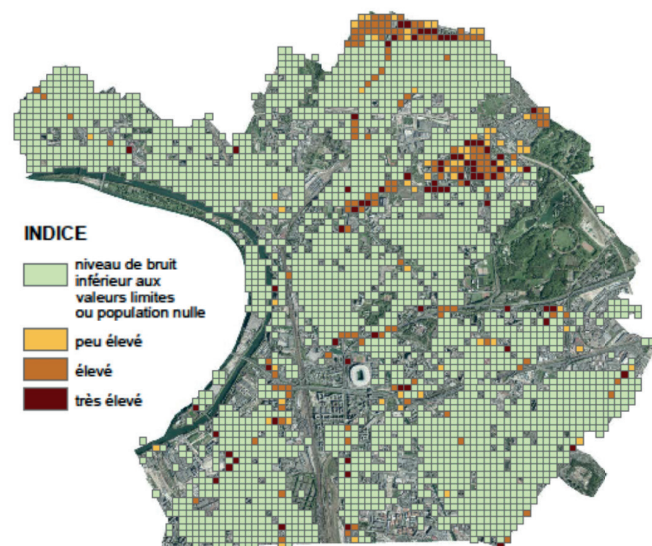 INDICE
niveau de bruit
inférieur aux
valeurs limites
ou population nulle
peu élevé
élevé
très élevé